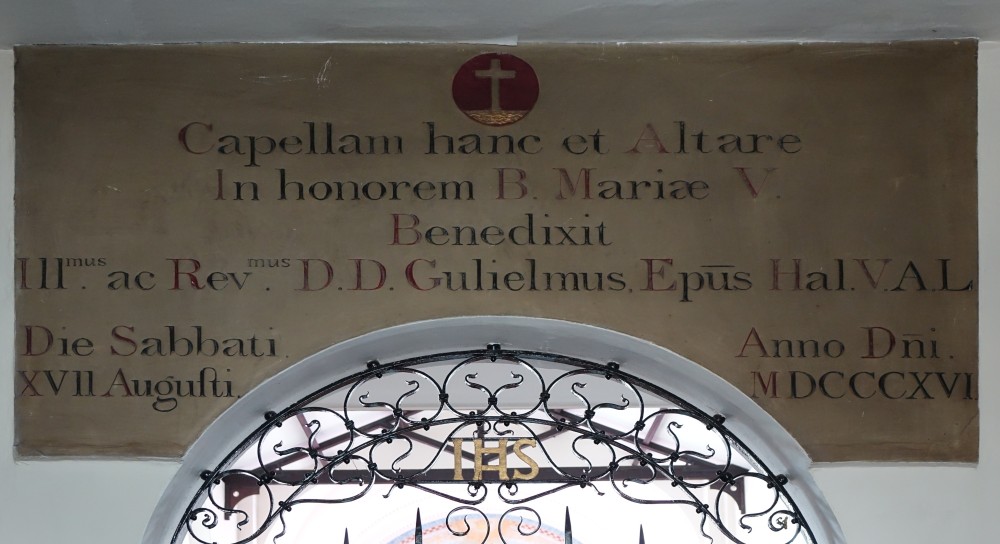 Capellam hanc et Altare
In honorem B. Mariæ V.
Benedixit
Illmus. ac Revmus. D.D. Gulielmus, Epūs Hal. V.A.L
Die Sabbati. Anno Dn̄i.
XVII Auguſti, MDCCCXVI
IHS